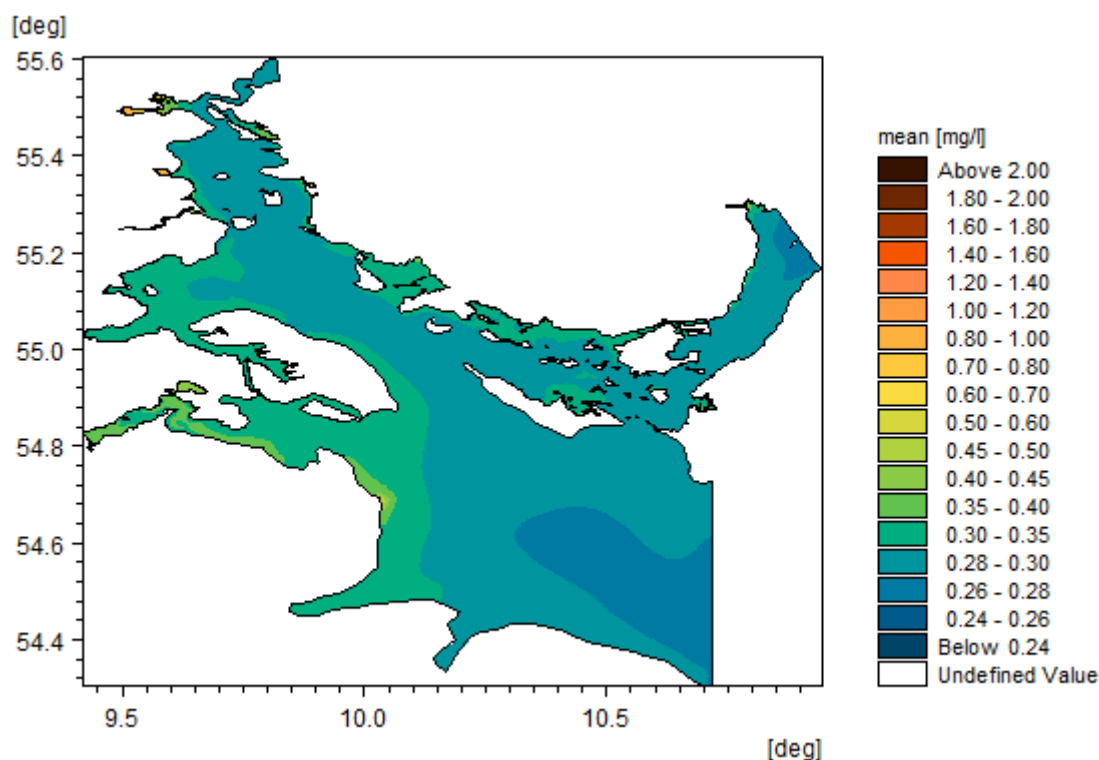 [deg]
55.6
55.4
55.2
55.0
54.8
54.6
54.4
9.5
10.0
10.5
[deg]
mean [mg/l]
Above 2.00
1.80 - 2.00
1.60 - 1.80
1.40 - 1.60
1.20 - 1.40
1.00 - 1.20
0.80 - 1.00
0.70 - 0.80
0.60 - 0.70
0.50 - 0.60
0.45 - 0.50
0.40 - 0.45
0.35 - 0.40
0.30 - 0.35
0.28 - 0.30
0.26 - 0.28
0.24 - 0.26
Below 0.24
Undefined Value